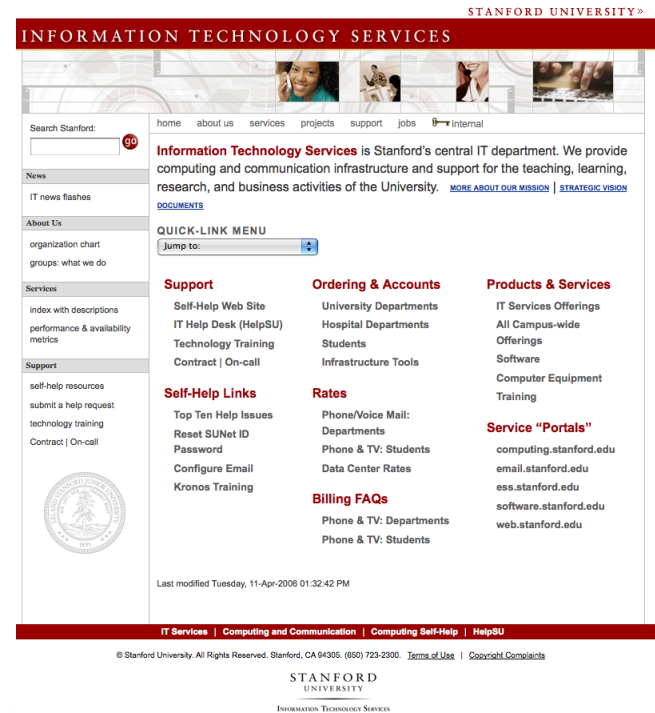 STANFORD UNIVERSITY»
INFORMATION TECHNOLOGY SERVICES
Search Stanford:
go
News
IT news flashes
About Us
organization chart
groups: what we do
Services
index with descriptions
performance & availability
metrics
Support
self-help resources
submit a help request
technology training
Contract | On-call
LELAND STANFORD JUNIOR UNIVERSITY
1891
home about us services projects support jobs internal
Information Technology Services is Stanford's central IT department. We provide
computing and communication infrastructure and support for the teaching, learning,
research, and business activities of the University. MORE ABOUT OUR MISSION | STRATEGIC VISION
DOCUMENTS
QUICK-LINK MENU
Jump to:
Support
Self-Help Web Site
IT Help Desk (HelpSU)
Technology Training
Contract | On-call
Self-Help Links
Top Ten Help Issues
Reset SUNet ID
Password
Configure Email
Kronos Training
Ordering & Accounts
University Departments
Hospital Departments
Students
Infrastructure Tools
Rates
Phone/Voice Mail:
Departments
Phone & TV: Students
Data Center Rates
Billing FAQs
Phone & TV: Departments
Phone & TV: Students
Products & Services
IT Services Offerings
All Campus-wide
Offerings
Software
Computer Equipment
Training
Service “Portals”
computing.stanford.edu
email.stanford.edu
ess.stanford.edu
software.stanford.edu
web.stanford.edu
Last modified Tuesday, 11-Apr-2006 01:32:42 PM
IT Services | Computing and Communication | Computing Self-Help | HelpSU
© Stanford University. All Rights Reserved. Stanford, CA 94305. (650) 723-2300. Terms of Use | Copyright Complaints
STANFORD
UNIVERSITY
INFORMATION TECHNOLOGY SERVICES